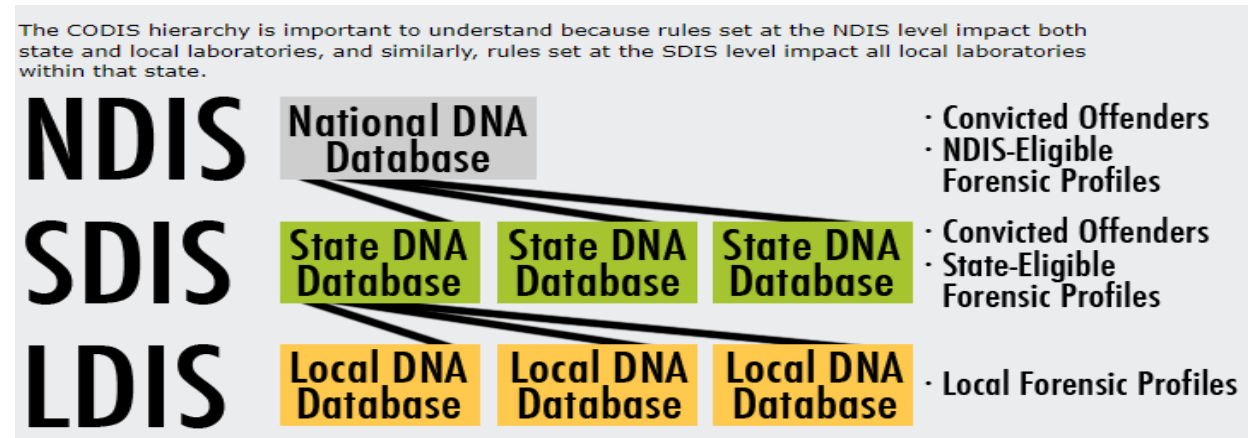 The CODIS hierarchy is important to understand because rules set at the NDIS level impact both
state and local laboratories, and similarly, rules set at the SDIS level impact all local laboratories
within that state.
NDIS
National DNA
Database
· Convicted Offenders
· NDIS-Eligible
Forensic Profiles
SDIS
State DNA
Database
State DNA
Database
State DNA
Database
· Convicted Offenders
· State-Eligible
Forensic Profiles
LDIS
Local DNA
Database
Local DNA
Database
Local DNA
Database
· Local Forensic Profiles